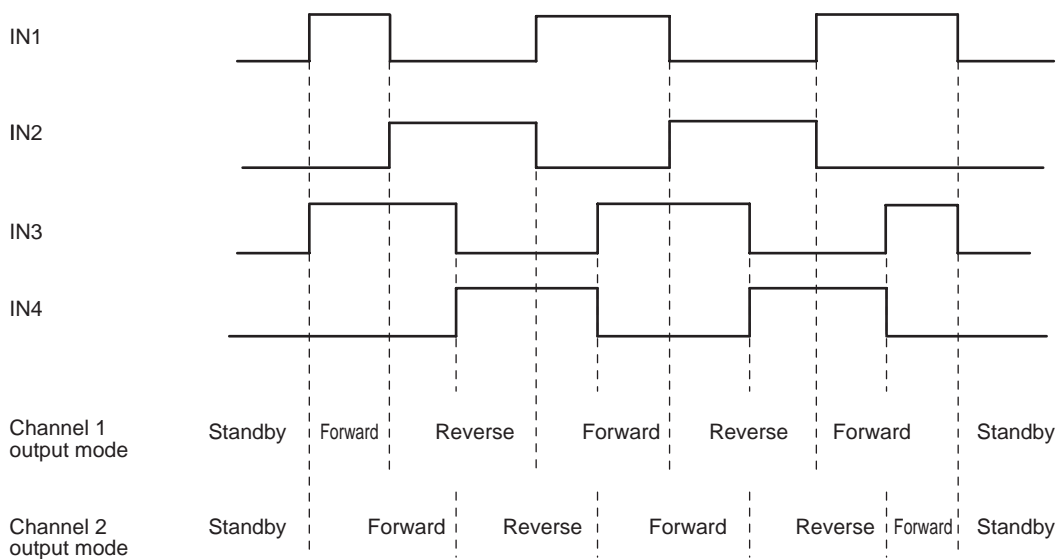 IN1
IN2
IN3
IN4
Channel 1
output mode
Standby Forward Reverse Forward Reverse Forward Standby
Channel 2
output mode
Standby Forward Reverse Forward Reverse Forward Standby